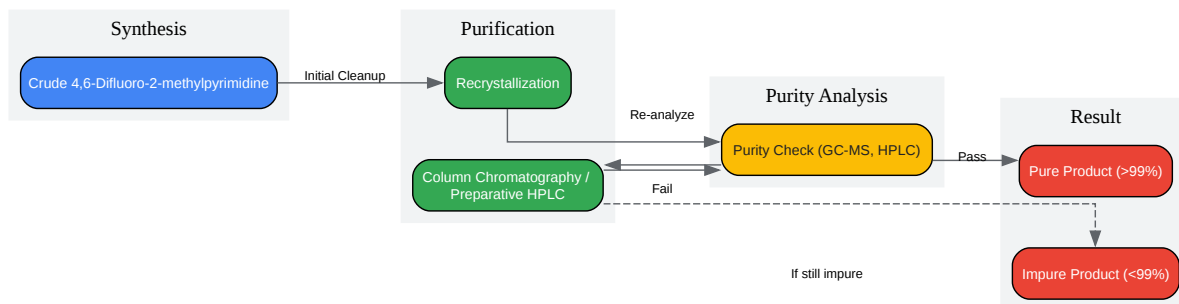 Synthesis
Crude 4,6-Difluoro-2-methylpyrimidine
Initial Cleanup
Purification
Recrystallization
Column Chromatography /
Preparative HPLC
Re-analyze
Fail
Purity Analysis
Purity Check (GC-MS, HPLC)
Pass
Result
Pure Product (>99%)
Impure Product (<99%)
If still impure